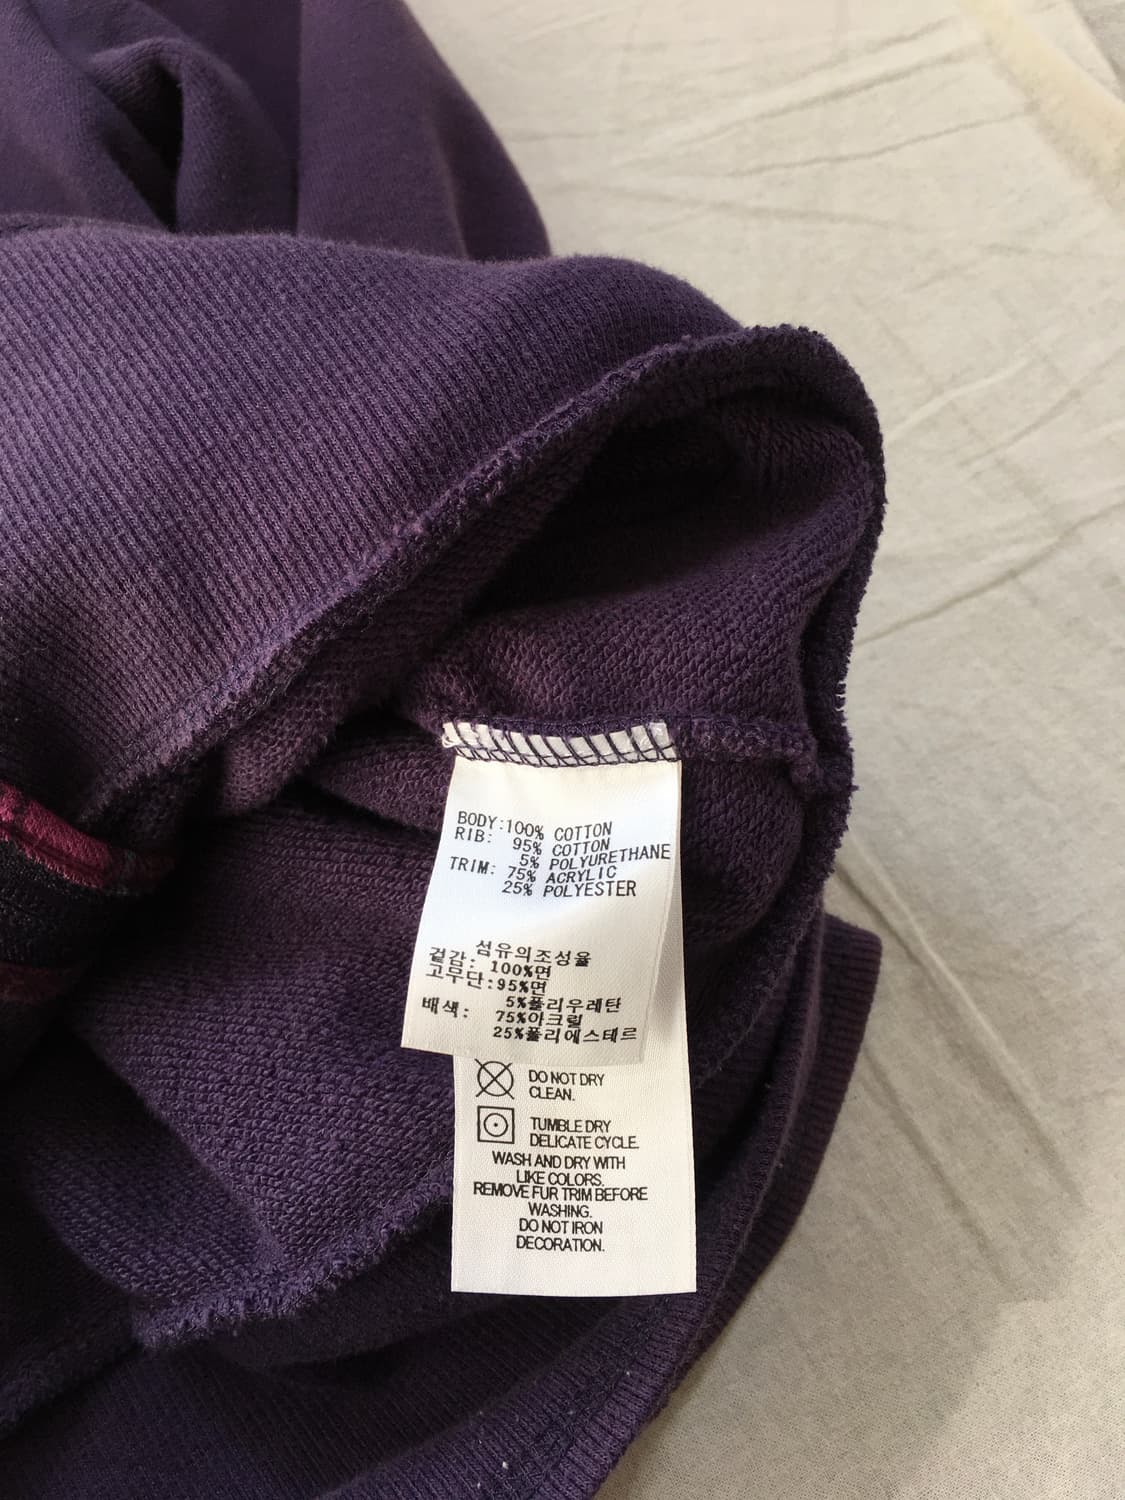 BODY:100% COTTON
RIB: 95% COTTON
5% POLYURETHANE
TRIM: 75% ACRYLIC
25% POLYESTER
섬유의조성율
겉감: 100%면
고무단:95%면
5%폴리우레탄
배색: 75%아크릴
25%폴리에스테르
DO NOT DRY
CLEAN.
TUMBLE DRY
DELICATE CYCLE.
WASH AND DRY WITH
LIKE COLORS.
REMOVE FUR TRIM BEFORE
WASHING.
DO NOT IRON
DECORATION.